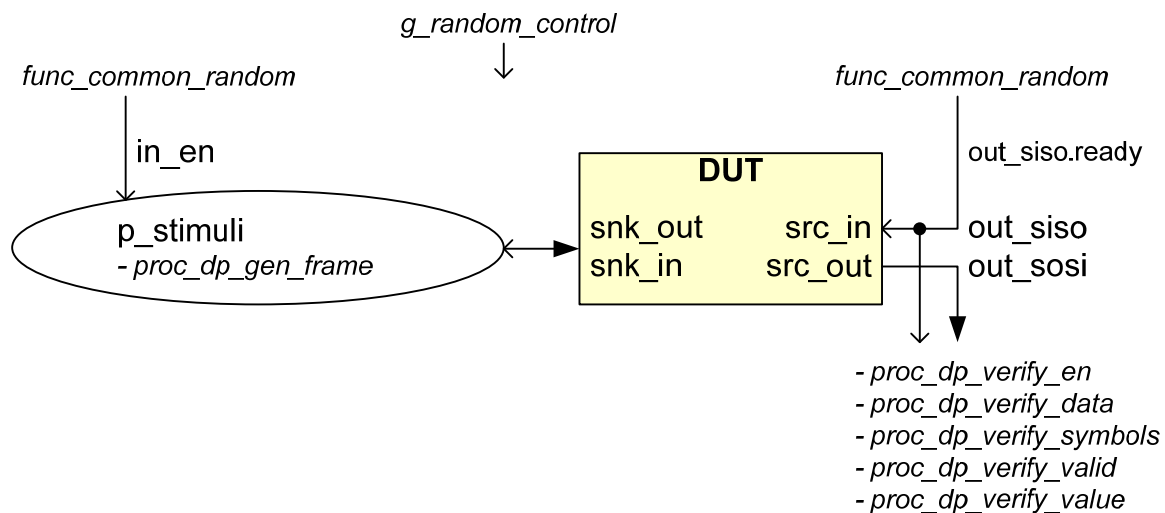 g_random_control
func_common_random
func_common_random
in_en
out_siso.ready
DUT
p_stimuli
- proc_dp_gen_frame
snk_out
src_in
out_siso
snk_in
src_out
out_sosi
- proc_dp_verify_en
- proc_dp_verify_data
- proc_dp_verify_symbols
- proc_dp_verify_valid
- proc_dp_verify_value